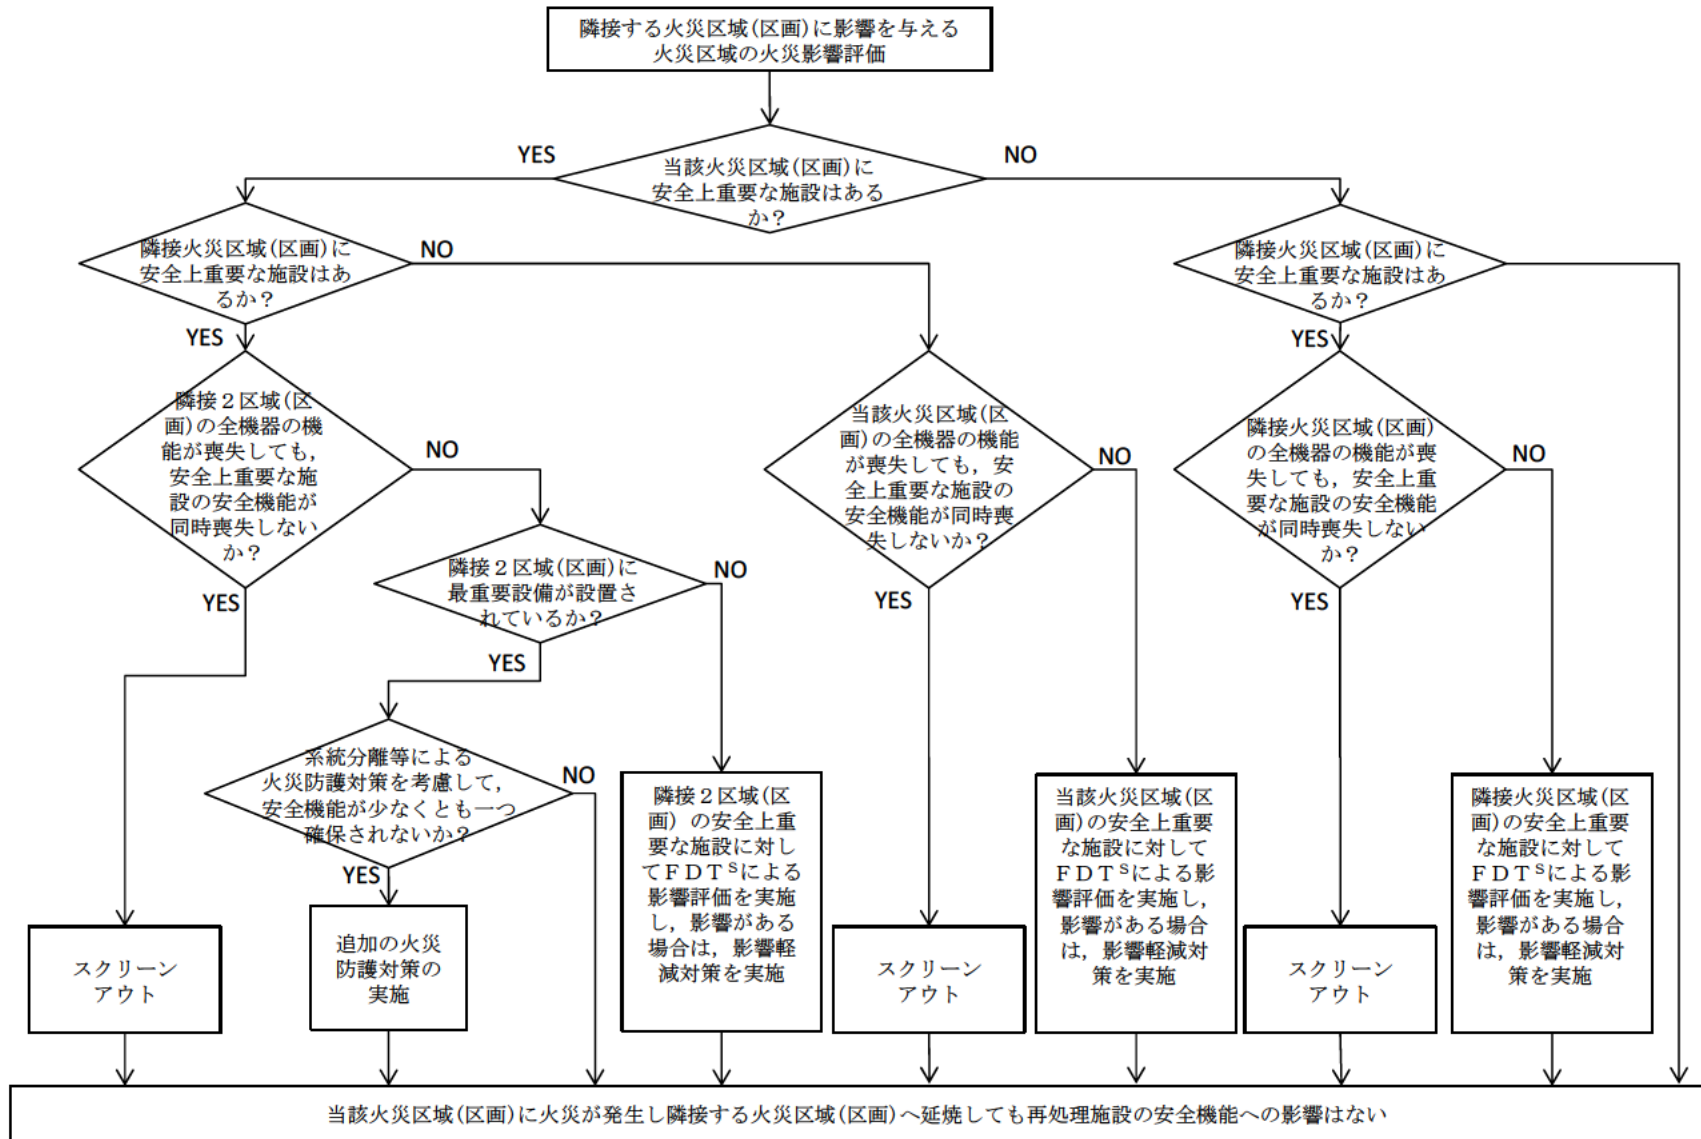 隣接する火災区域(区画)に影響を与える
火災区域の火災影響評価
YES
NO
当該火災区域(区画)に
安全上重要な施設はある
か？
隣接火災区域(区画)に
安全上重要な施設はあ
るか？
NO
YES
隣接火災区域(区画)に
安全上重要な施設はあ
るか？
YES
隣接２区域(区
画)の全機器の機
能が喪失しても，
安全上重要な施
設の安全機能が
同時喪失しない
か？
NO
YES
隣接２区域(区画)に
最重要設備が設置さ
れているか？
NO
YES
系統分離等による
火災防護対策を考慮して，
安全機能が少なくとも一つ
確保されないか？
NO
YES
当該火災区域(区
画)の全機器の機能
が喪失しても，安
全上重要な施設の
安全機能が同時喪
失しないか？
NO
YES
隣接火災区域(区画)
の全機器の機能が喪
失しても，安全上重
要な施設の安全機能
が同時喪失しない
か？
NO
YES
スクリーン
アウト
追加の火災
防護対策の
実施
隣接２区域(区
画）の安全上重
要な施設に対し
てＦＤＴˢによる
影響評価を実施
し，影響がある
場合は，影響軽
減対策を実施
スクリーン
アウト
当該火災区域(区
画)の安全上重要
な施設に対して
ＦＤＴˢによる影
響評価を実施し，
影響がある場合
は，影響軽減対
策を実施
スクリーン
アウト
隣接火災区域(区
画)の安全上重要
な施設に対して
ＦＤＴˢによる影
響評価を実施し，
影響がある場合
は，影響軽減対
策を実施
当該火災区域(区画)に火災が発生し隣接する火災区域(区画)へ延焼しても再処理施設の安全機能への影響はない